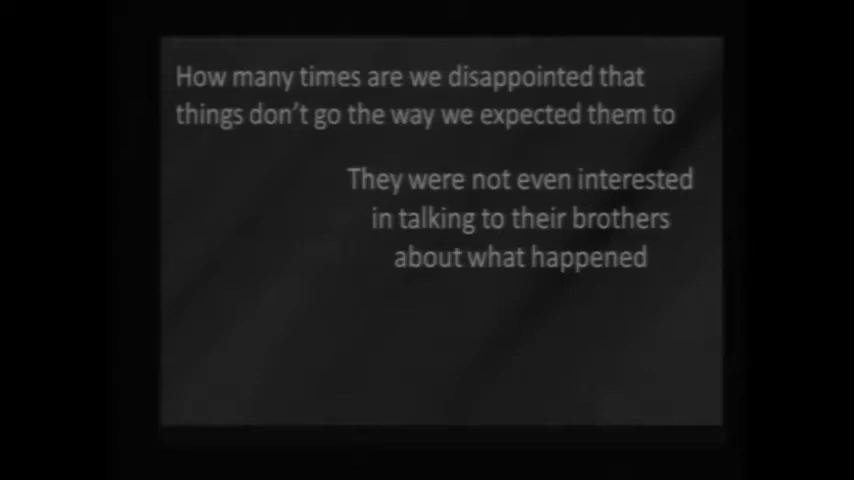 How many times are we disappointed that
things don't go the way we expected them to
They were not even interested
in talking to their brothers
about what happened